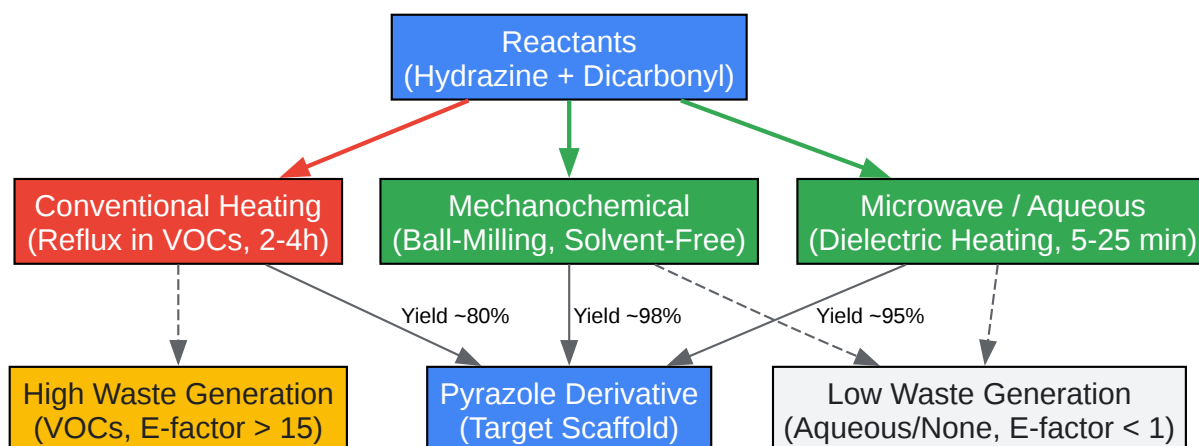 Reactants
(Hydrazine + Dicarbonyl)
Conventional Heating
(Reflux in VOCs, 2-4h)
Mechanochemical
(Ball-Milling, Solvent-Free)
Microwave / Aqueous
(Dielectric Heating, 5-25 min)
Yield ~80%
Yield ~98%
Yield ~95%
High Waste Generation
(VOCs, E-factor > 15)
Pyrazole Derivative
(Target Scaffold)
Low Waste Generation
(Aqueous/None, E-factor < 1)